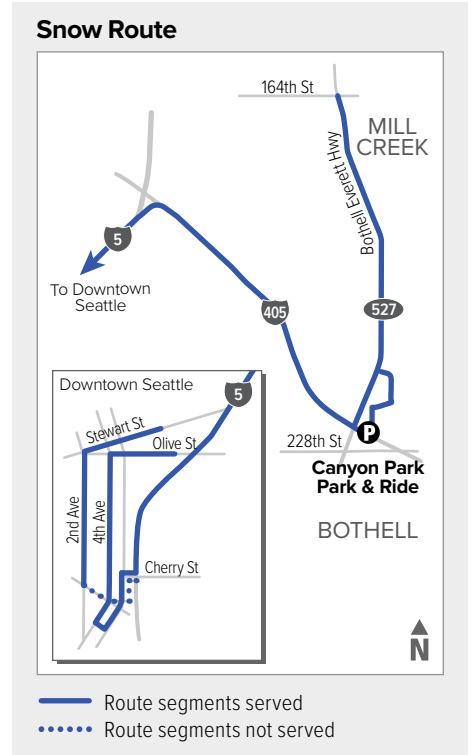 Snow Route
164th St
MILL
CREEK
Bothell Everett Hwy
5
To Downtown
Seattle
405
527
Downtown Seattle
5
Stewart St
Olive St
2nd Ave
4th Ave
Cherry St
P
228th St
Canyon Park
Park & Ride
BOTHELL
N
Route segments served
Route segments not served